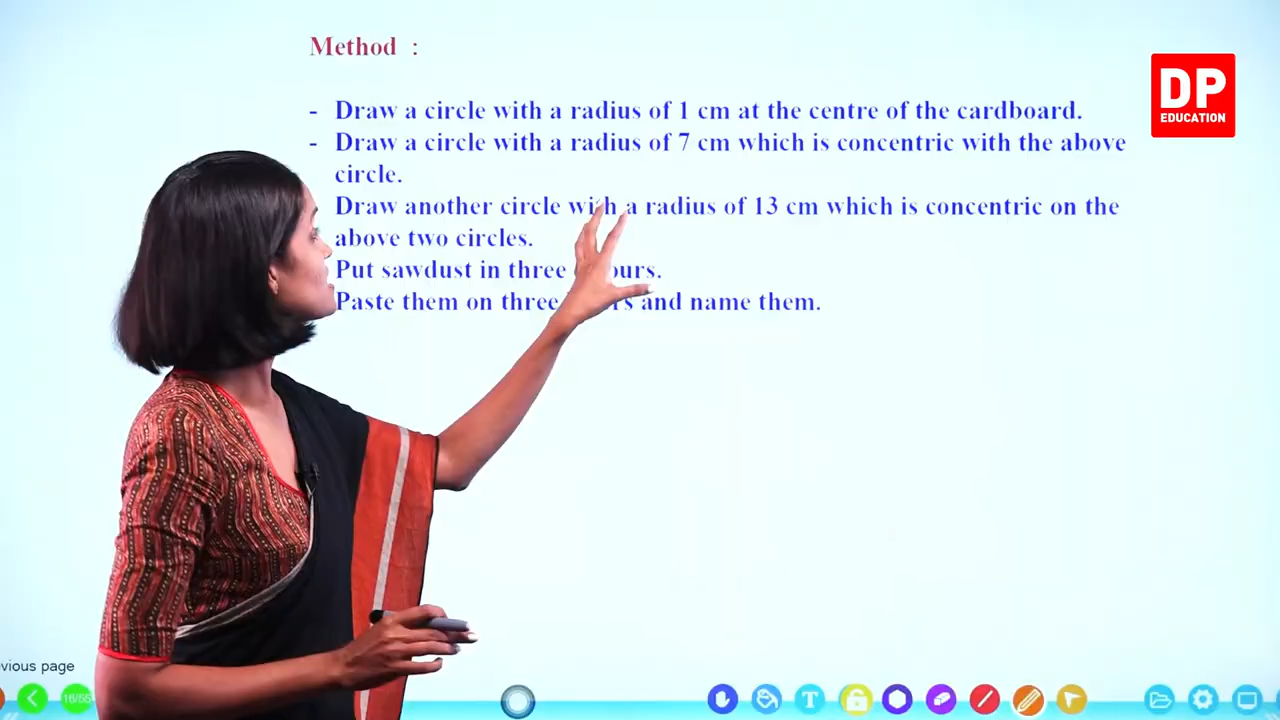 Method :
- Draw a circle with a radius of 1 cm at the centre of the cardboard.
- Draw a circle with a radius of 7 cm which is concentric with the above
circle.
Draw another circle with a radius of 13 cm which is concentric on the
above two circles.
Put sawdust in three
Paste them on three and name them.
DP
EDUCATION
vious page
16/55
T